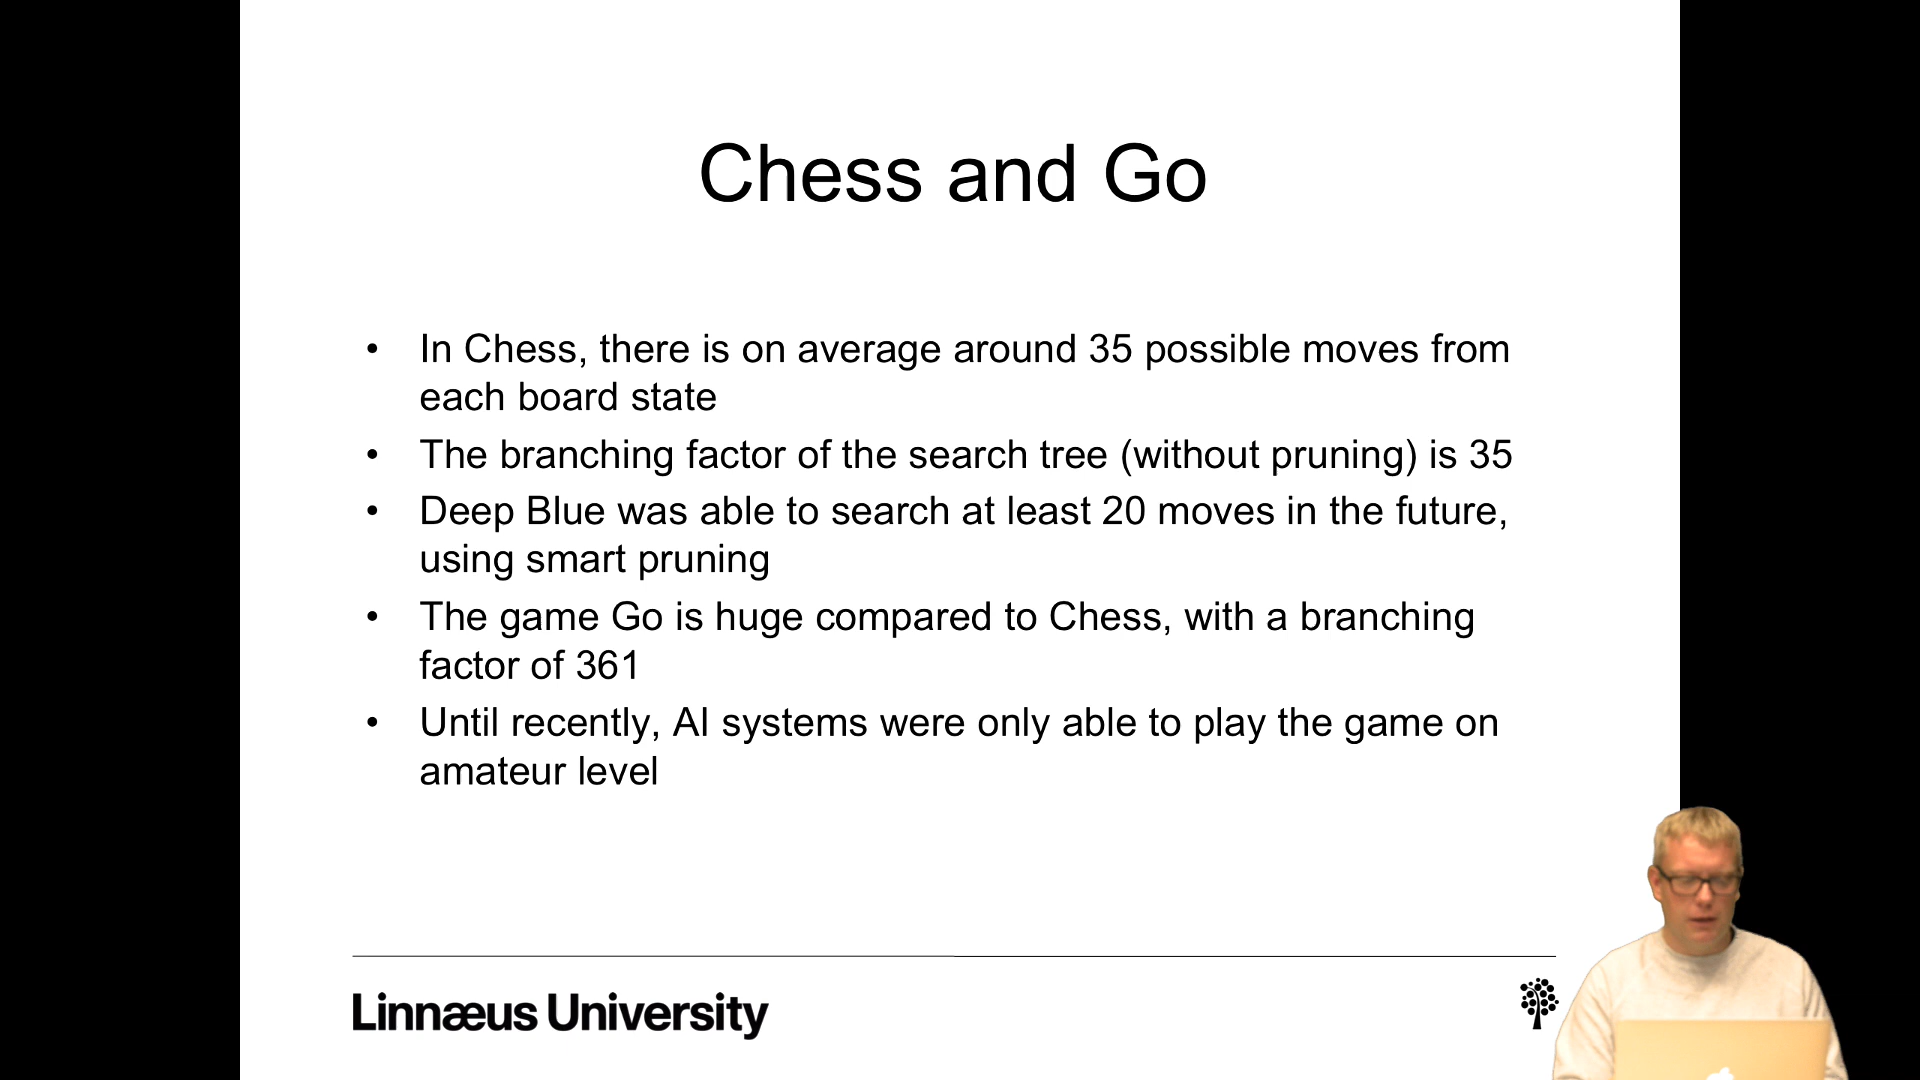 Chess and Go
• In Chess, there is on average around 35 possible moves from
each board state
• The branching factor of the search tree (without pruning) is 35
• Deep Blue was able to search at least 20 moves in the future,
using smart pruning
• The game Go is huge compared to Chess, with a branching
factor of 361
• Until recently, AI systems were only able to play the game on
amateur level
Linnæus University